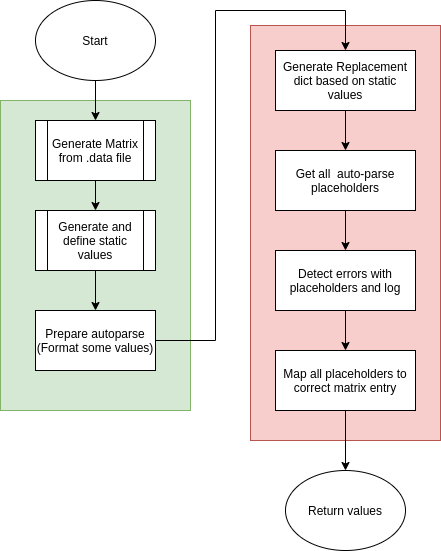 Start
Generate Matrix
from .data file
Generate and
define static
values
Prepare autoparse
(Format some values)
Generate Replacement
dict based on static
values
Get all auto-parse
placeholders
Detect errors with
placeholders and log
Map all placeholders to
correct matrix entry
Return values